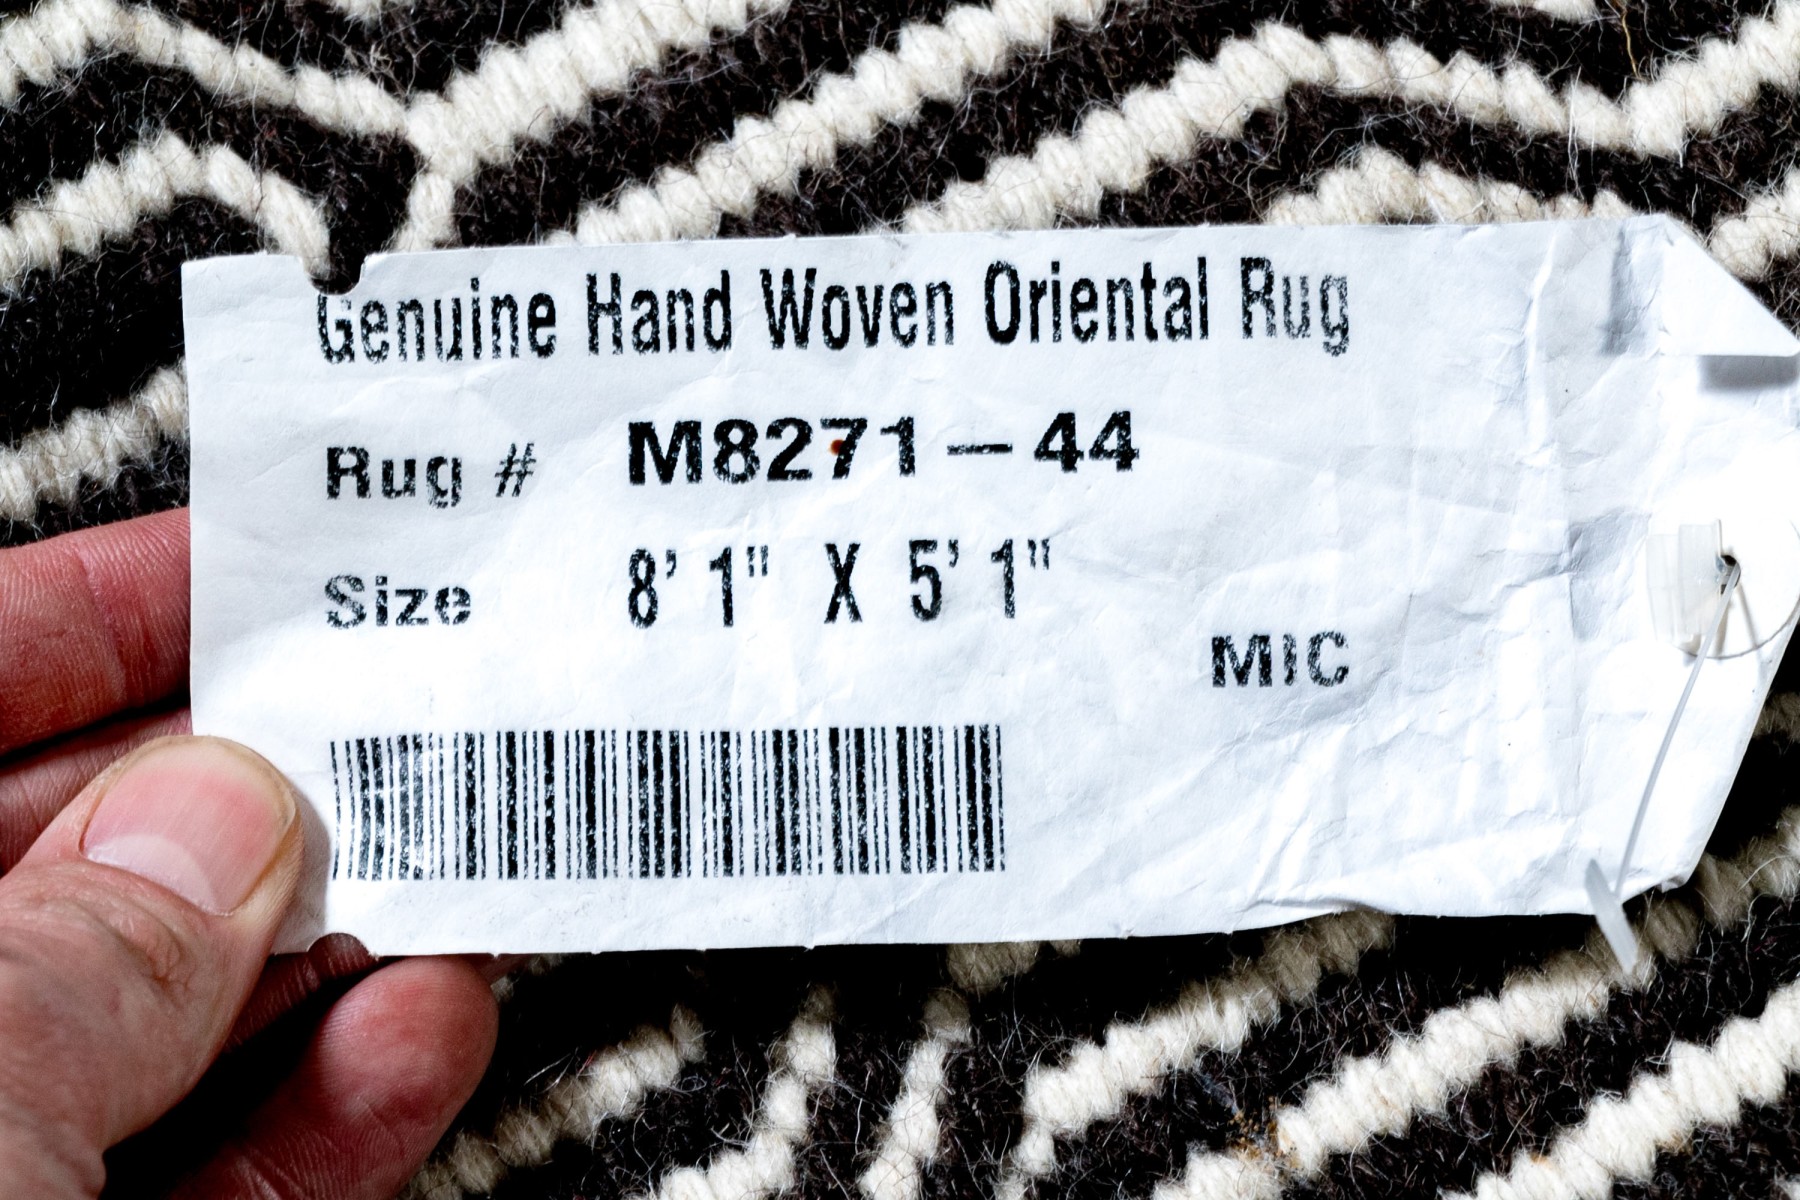 Genuine Hand Woven Oriental Rug
Rug # M8271-44
Size 8' 1" X 5' 1"
MIC